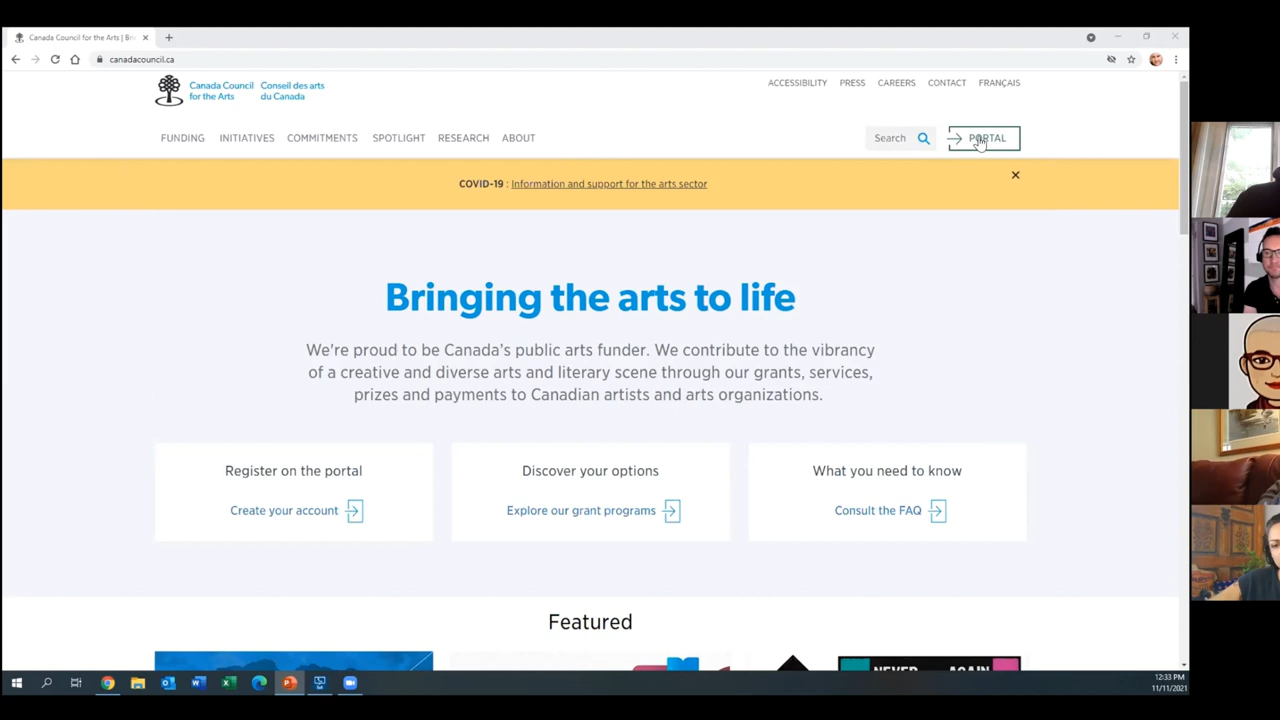 Canada Council for the Arts | Bri
canadacouncil.ca
Canada Council for the Arts
Conseil des arts du Canada
ACCESSIBILITY PRESS CAREERS CONTACT FRANÇAIS
FUNDING INITIATIVES COMMITMENTS SPOTLIGHT RESEARCH ABOUT
Search
PORTAL
COVID-19 : Information and support for the arts sector
Bringing the arts to life
We're proud to be Canada's public arts funder. We contribute to the vibrancy
of a creative and diverse arts and literary scene through our grants, services,
prizes and payments to Canadian artists and arts organizations.
Register on the portal
Create your account
Discover your options
Explore our grant programs
What you need to know
Consult the FAQ
Featured
NEVER AGAIN
12:33 PM
11/11/2021